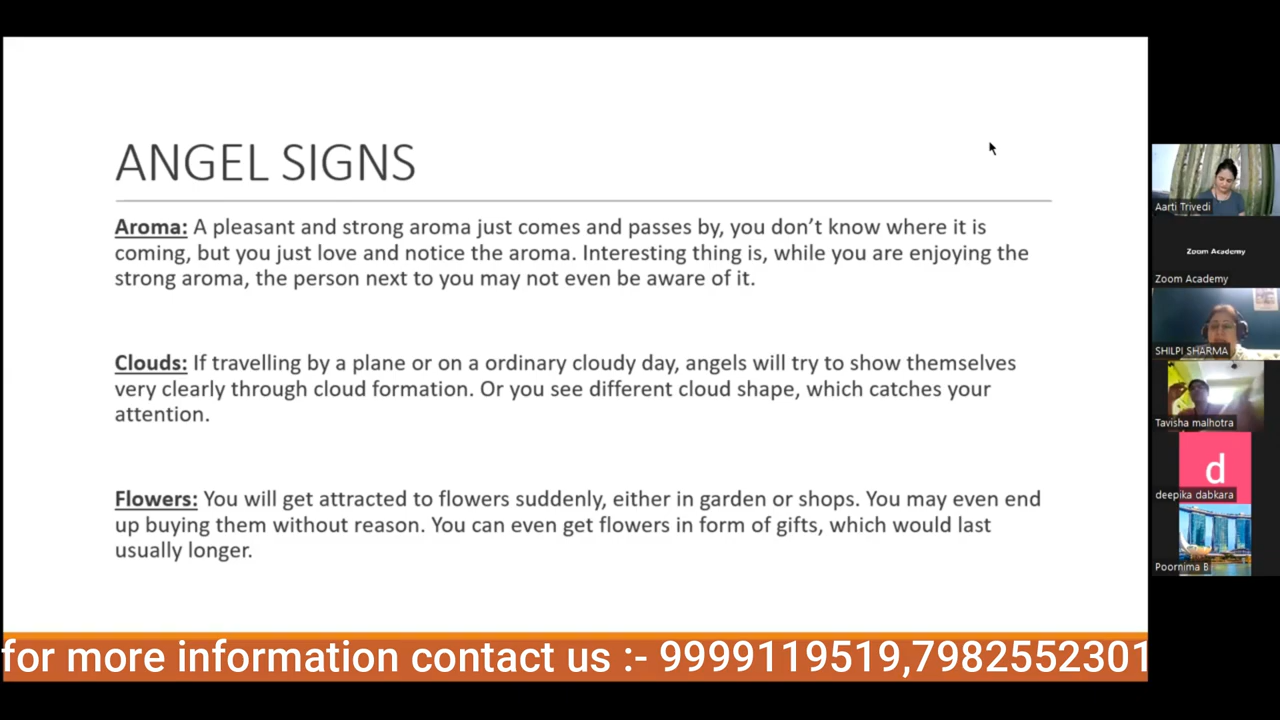 ANGEL SIGNS
Aroma: A pleasant and strong aroma just comes and passes by, you don’t know where it is
coming, but you just love and notice the aroma. Interesting thing is, while you are enjoying the
strong aroma, the person next to you may not even be aware of it.
Clouds: If travelling by a plane or on a ordinary cloudy day, angels will try to show themselves
very clearly through cloud formation. Or you see different cloud shape, which catches your
attention.
Flowers: You will get attracted to flowers suddenly, either in garden or shops. You may even end
up buying them without reason. You can even get flowers in form of gifts, which would last
usually longer.
for more information contact us :- 9999119519,7982552301
Aarti Trivedi
Zoom Academy
Zoom Academy
SHILPI SHARMA
Tavisha malhotra
d
deepika dabkara
Poornima B